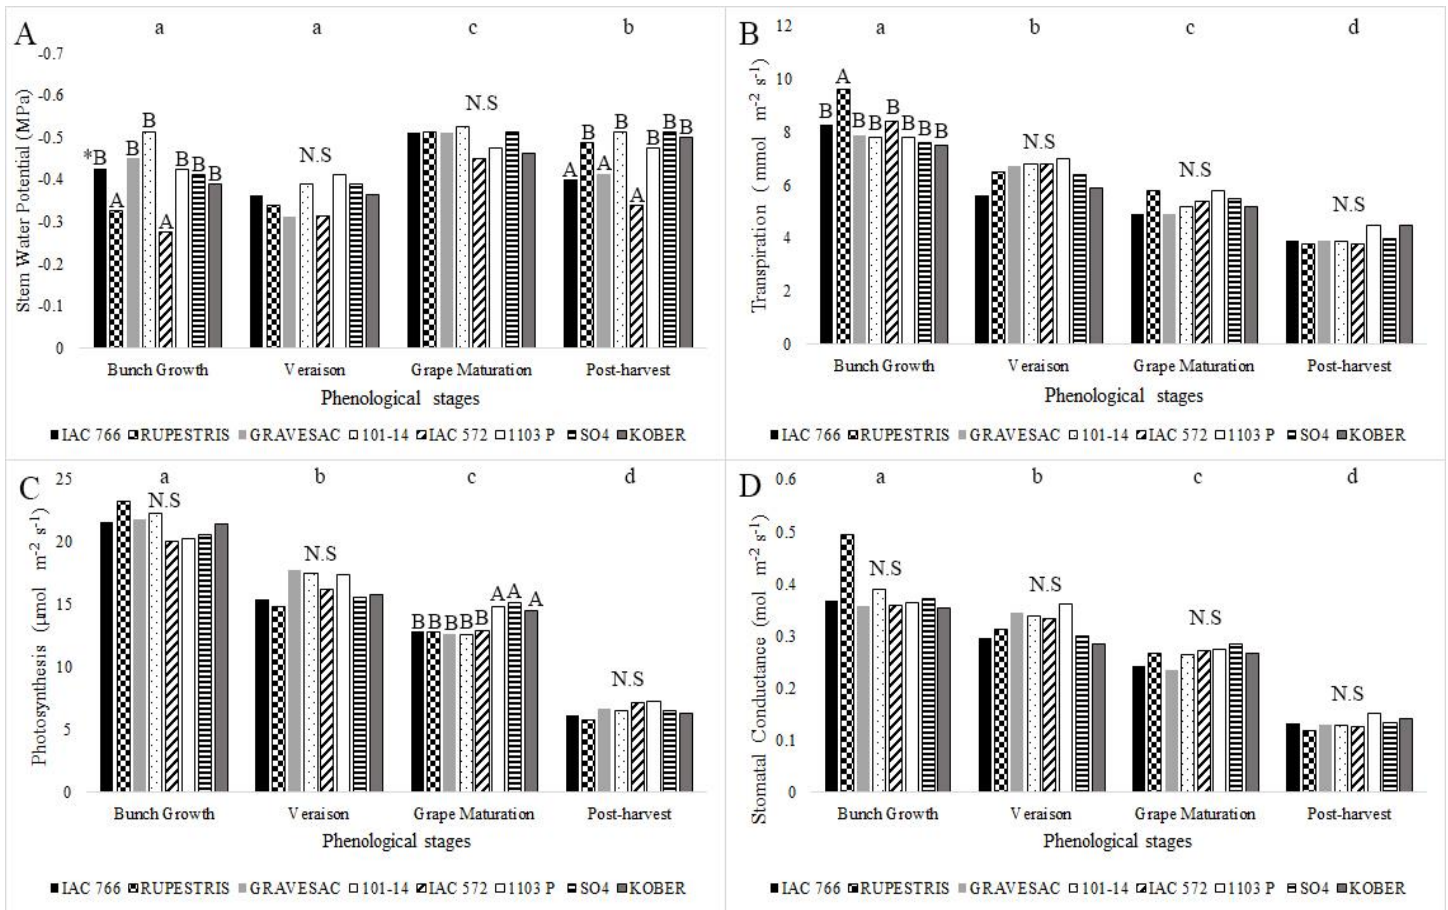 A
a
a
c
b
-0.7
-0.6
-0.5
-0.4
-0.3
-0.2
-0.1
0
Stem Water Potential (MPa)
*B
A
B
B
A
B
B
B
N.S
N.S
A
B
A
B
A
B
B
B
Bunch Growth
Veraison
Grape Maturation
Post-harvest
Phenological stages
IAC 766
RUPESTRIS
GRAVESAC
101-14
IAC 572
1103 P
SO4
KOBER
B
a
b
c
d
12
10
8
6
4
2
0
Transpiration ( mmol m-2 s-1)
B
A
B
B
B
B
B
B
N.S
N.S
N.S
Bunch Growth
Veraison
Grape Maturation
Post-harvest
Phenological stages
IAC 766
RUPESTRIS
GRAVESAC
101-14
IAC 572
1103 P
SO4
KOBER
C
a
b
c
d
25
20
15
10
5
0
Photosynthesis (μmol m-2 s-1)
N.S
N.S
B
B
B
B
B
A
A
A
N.S
Bunch Growth
Veraison
Grape Maturation
Post-harvest
Phenological stages
IAC 766
RUPESTRIS
GRAVESAC
101-14
IAC 572
1103 P
SO4
KOBER
D
a
b
c
d
0.6
0.5
0.4
0.3
0.2
0.1
0
Stomatal Conductance (mol m-2 s-1)
N.S
N.S
N.S
N.S
Bunch Growth
Veraison
Grape Maturation
Post-harvest
Phenological stages
IAC 766
RUPESTRIS
GRAVESAC
101-14
IAC 572
1103 P
SO4
KOBER